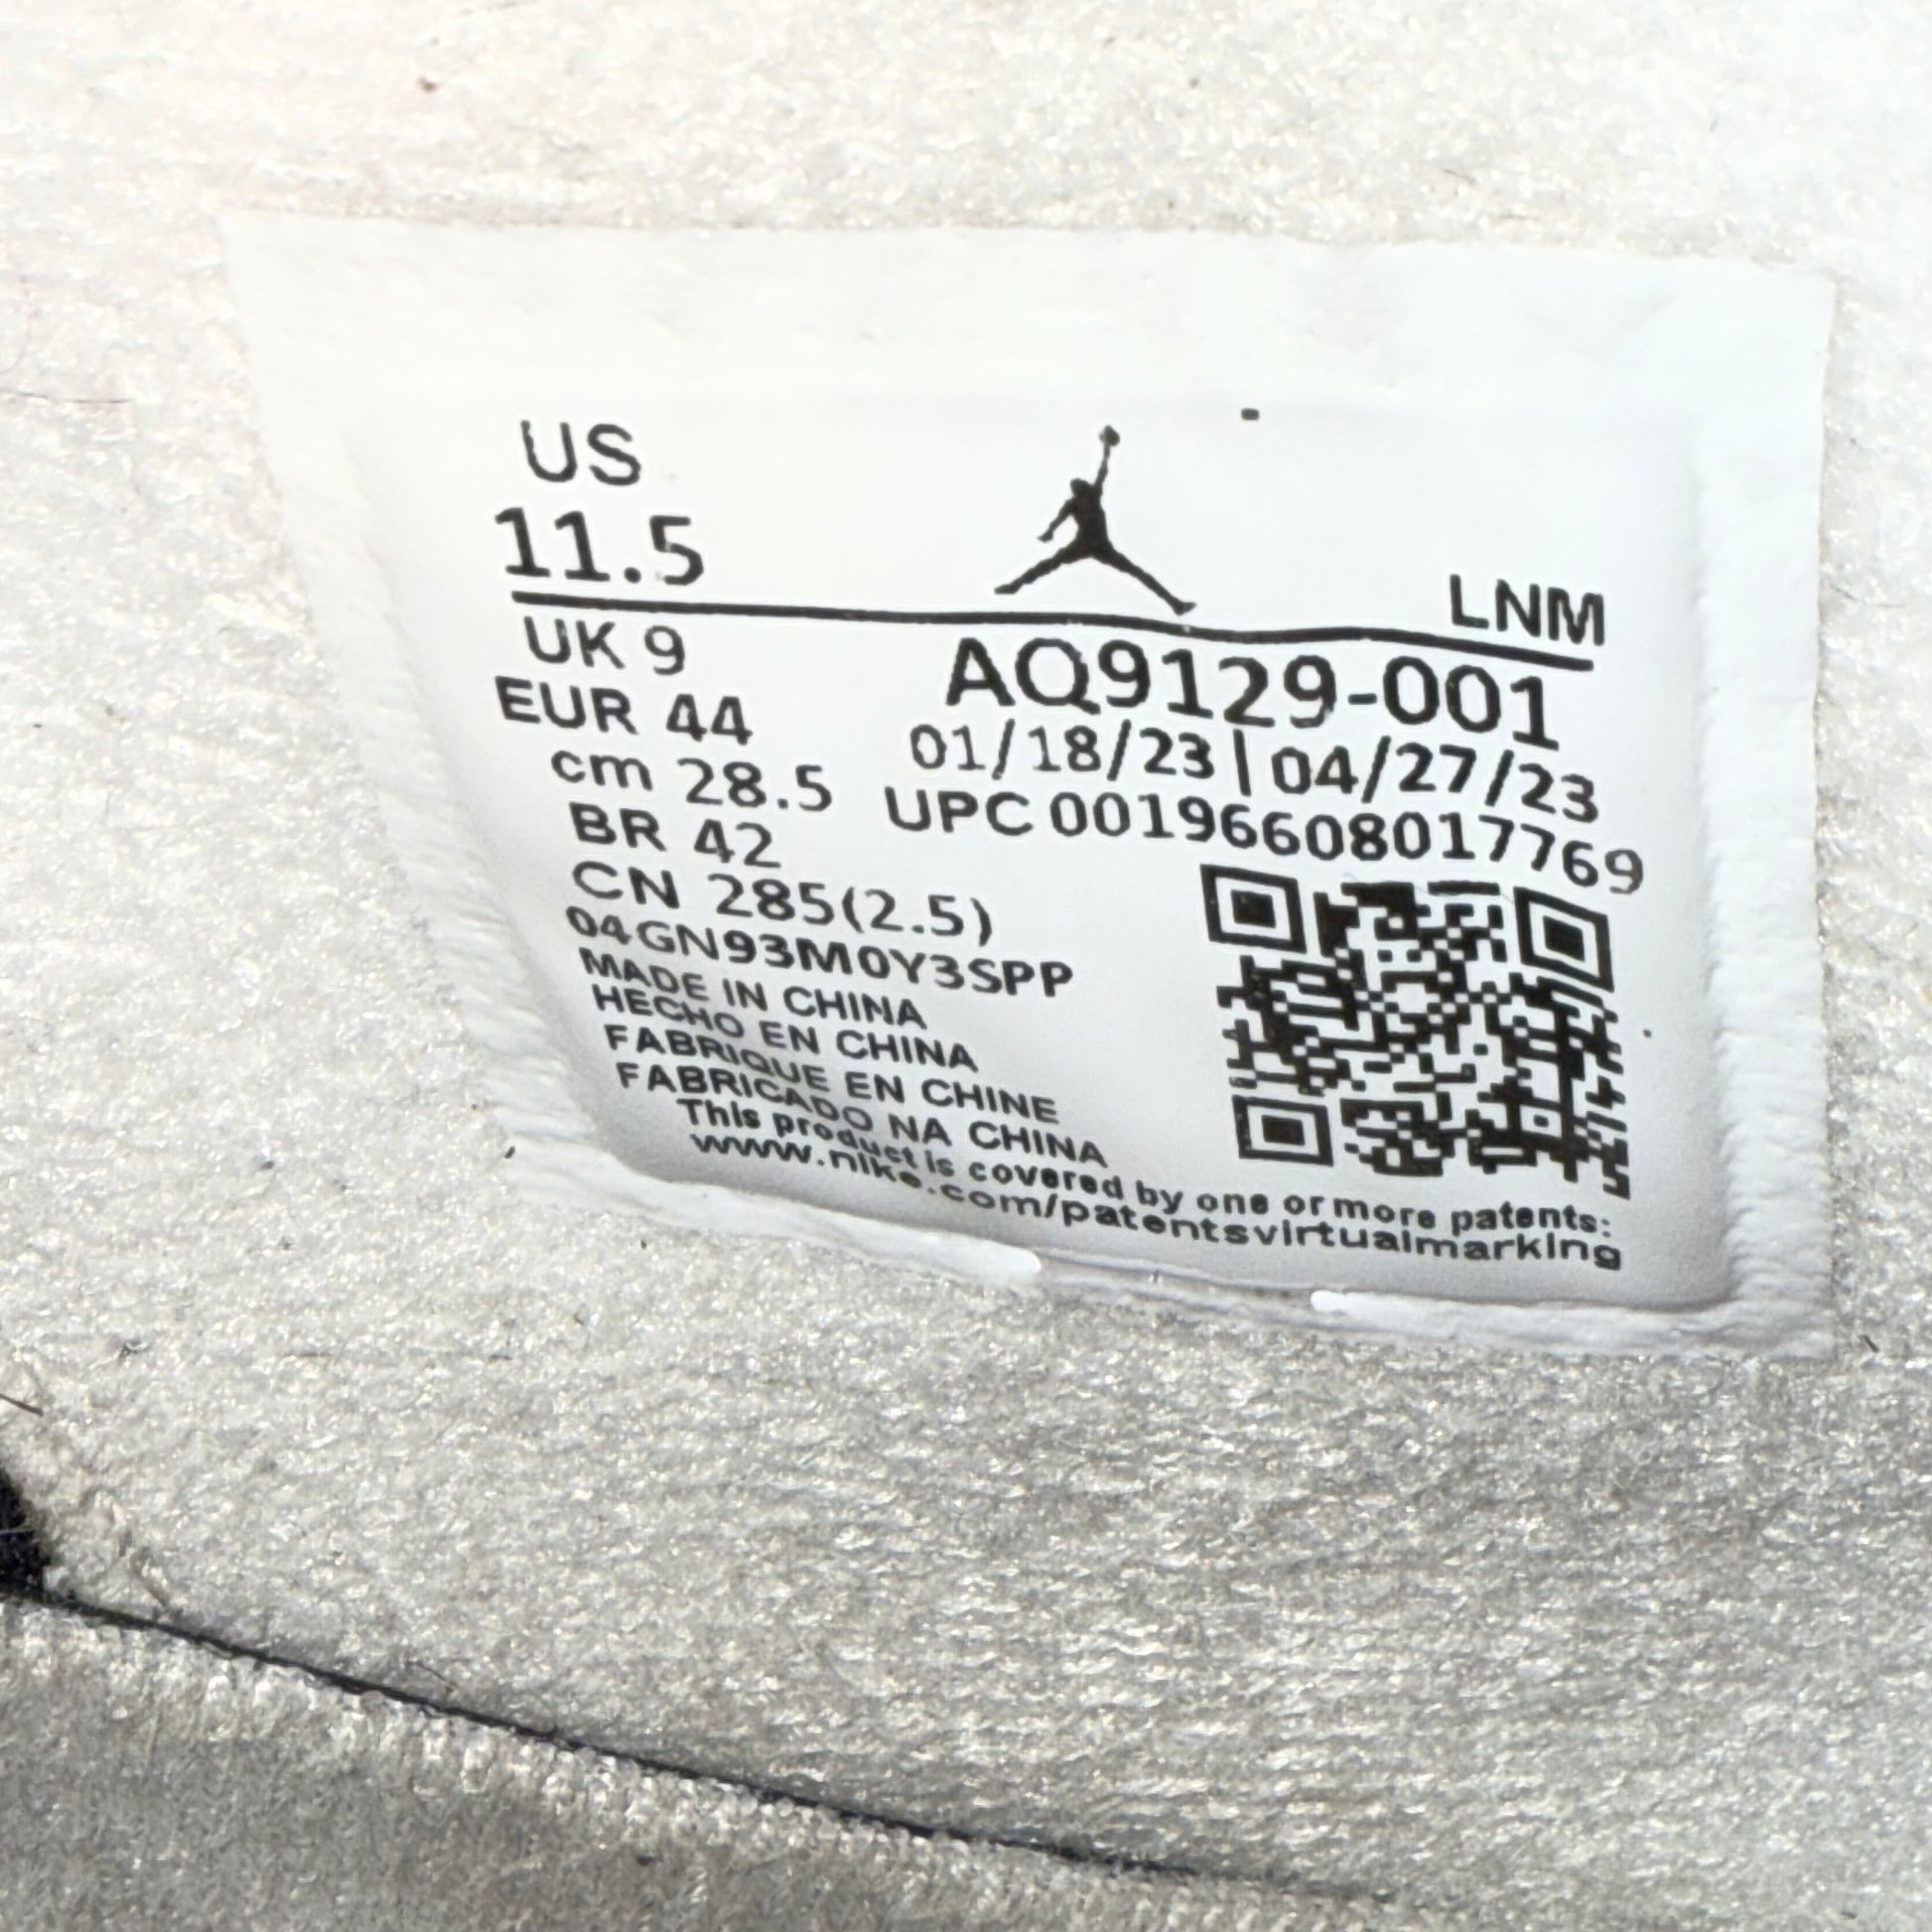 US
11.5
LNM
UK 9
AQ9129-001
EUR 44
01/18/23 | 04/27/23
cm 28.5
UPC 00196608017769
BR 42
CN 285(2.5)
04GN93M0Y3SPP
MADE IN CHINA
HECHO EN CHINA
FABRIQUE EN CHINE
FABRICADO NA CHINA
This product is covered by one or more patents:
www.nike.com/patentsvirtualmarking